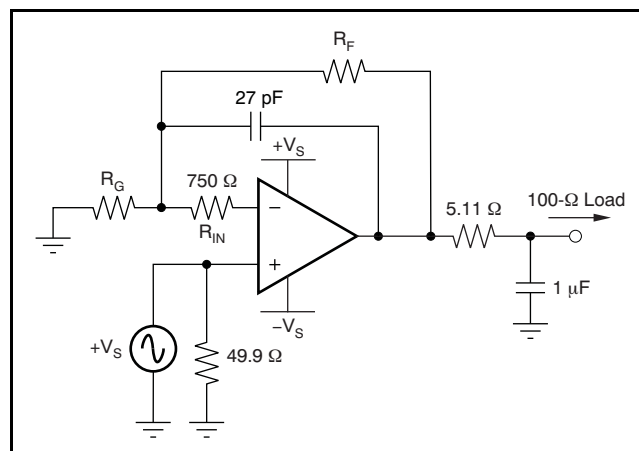 R_F
27 pF
+V_S
R_G
750 Ω
R_IN
−
+
5.11 Ω
100-Ω Load
1 µF
−V_S
+V_S
49.9 Ω